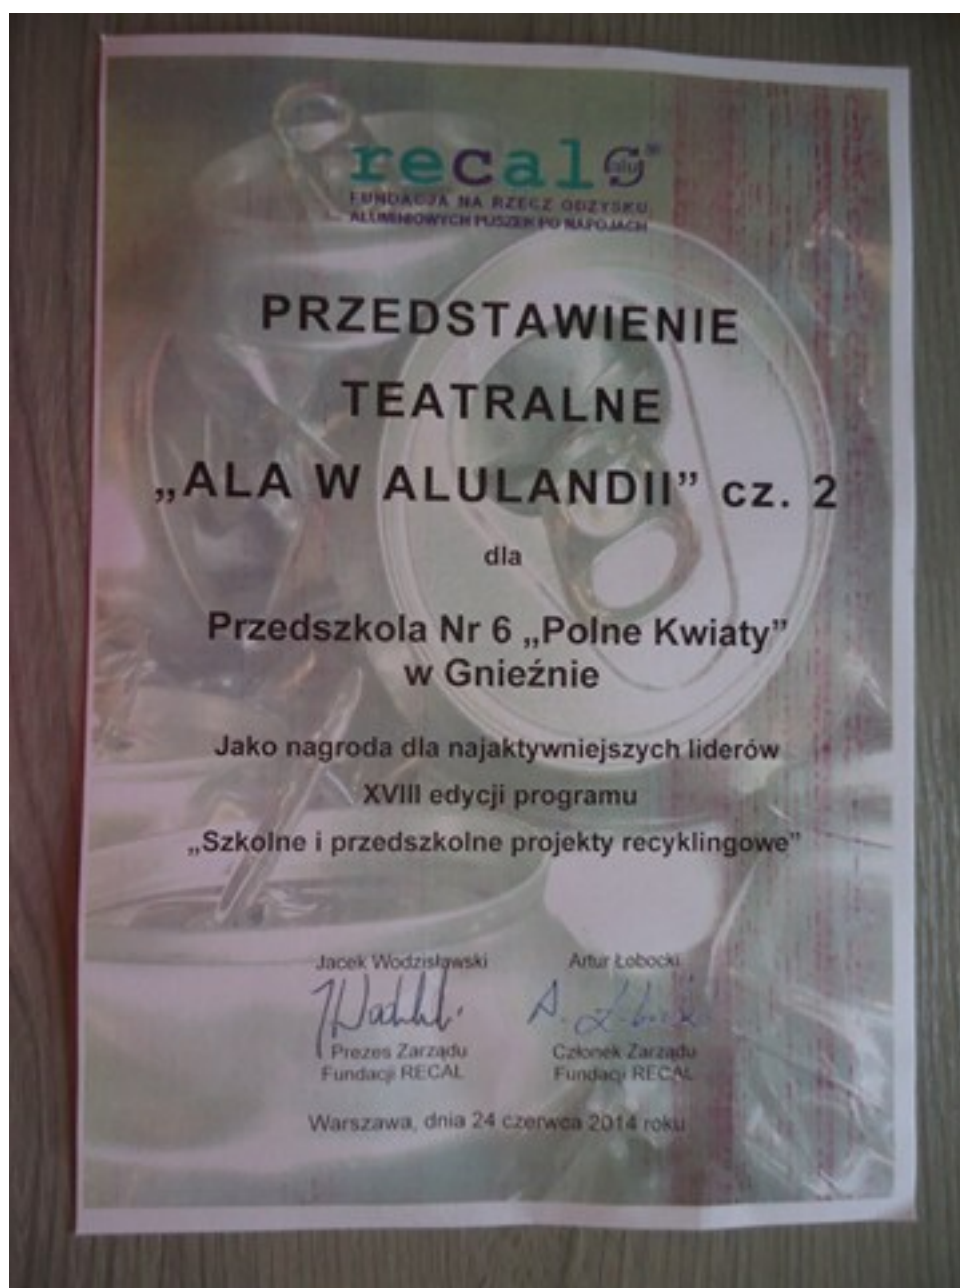 recal alu ®
FUNDACJA NA RZECZ ODZYSKU
ALUMINIOWYCH PUSZEK PO NAPOJACH
PRZEDSTAWIENIE
TEATRALNE
„ALA W ALULANDII” cz. 2
dla
Przedszkola Nr 6 „Polne Kwiaty”
w Gnieźnie
Jako nagroda dla najaktywniejszych liderów
XVIII edycji programu
„Szkolne i przedszkolne projekty recyklingowe”
Jacek Wodzisławski Artur Łobocki
Prezes Zarządu Członek Zarządu
Fundacji RECAL Fundacji RECAL
Warszawa, dnia 24 czerwca 2014 roku